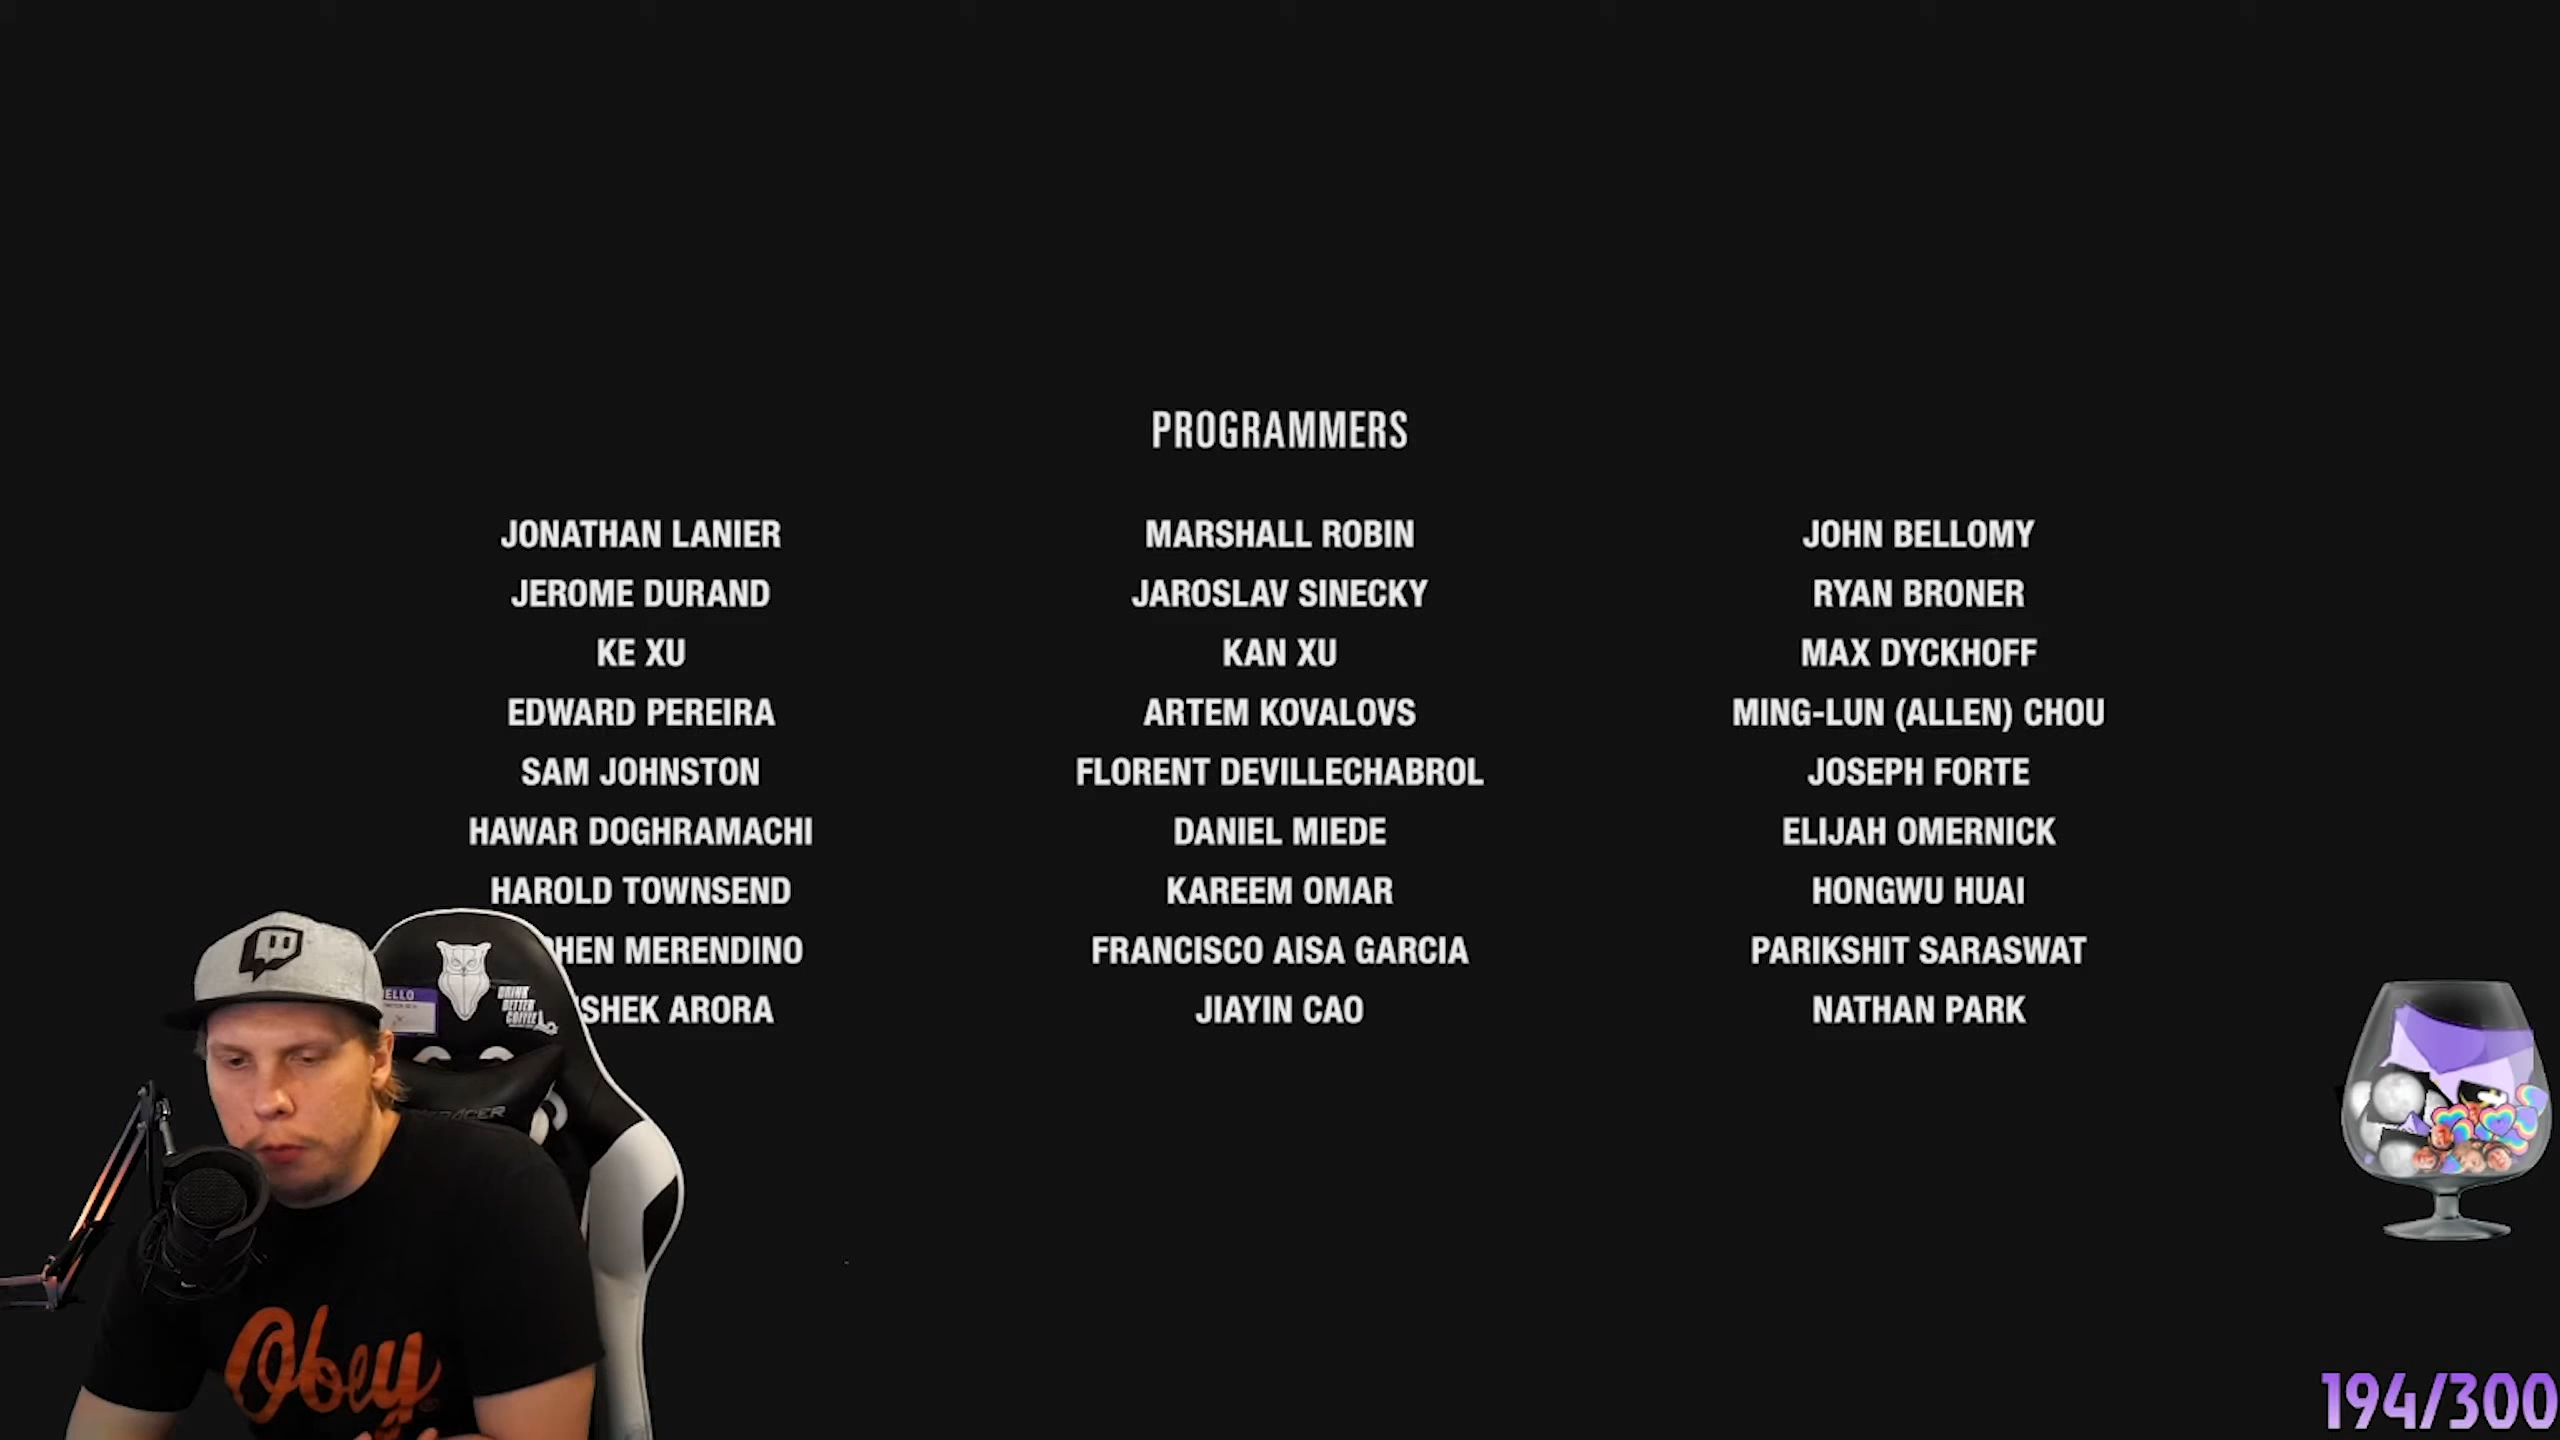 PROGRAMMERS
JONATHAN LANIER MARSHALL ROBIN JOHN BELLOMY
JEROME DURAND JAROSLAV SINECKY RYAN BRONER
KE XU KAN XU MAX DYCKHOFF
EDWARD PEREIRA ARTEM KOVALOVS MING-LUN (ALLEN) CHOU
SAM JOHNSTON FLORENT DEVILLECHABROL JOSEPH FORTE
HAWAR DOGHRAMACHI DANIEL MIEDE ELIJAH OMERNICK
HAROLD TOWNSEND KAREEM OMAR HONGWU HUAI
MERENDINO FRANCISCO AISA GARCIA PARIKSHIT SARASWAT
ARORA JIAYIN CAO NATHAN PARK
DRINK
BETTER
COFFEE
Obey
194/300